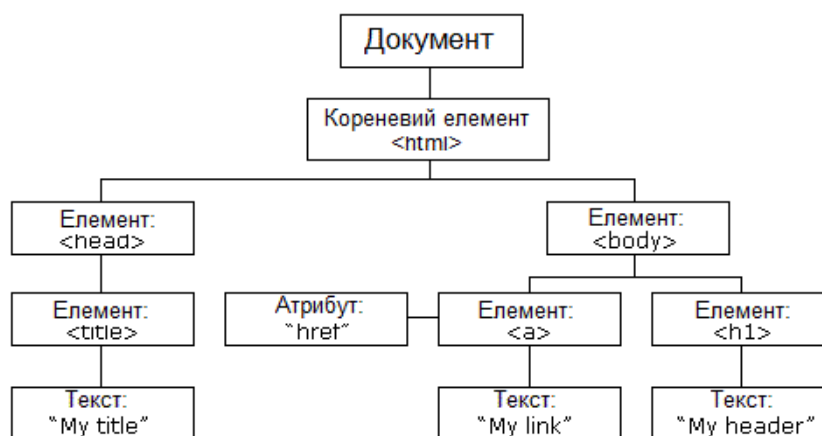 Документ
Кореневий елемент
<html>
Елемент:
<head>
Елемент:
<body>
Елемент:
<title>
Атрибут:
"href"
Елемент:
<a>
Елемент:
<h1>
Текст:
"My title"
Текст:
"My link"
Текст:
"My header"